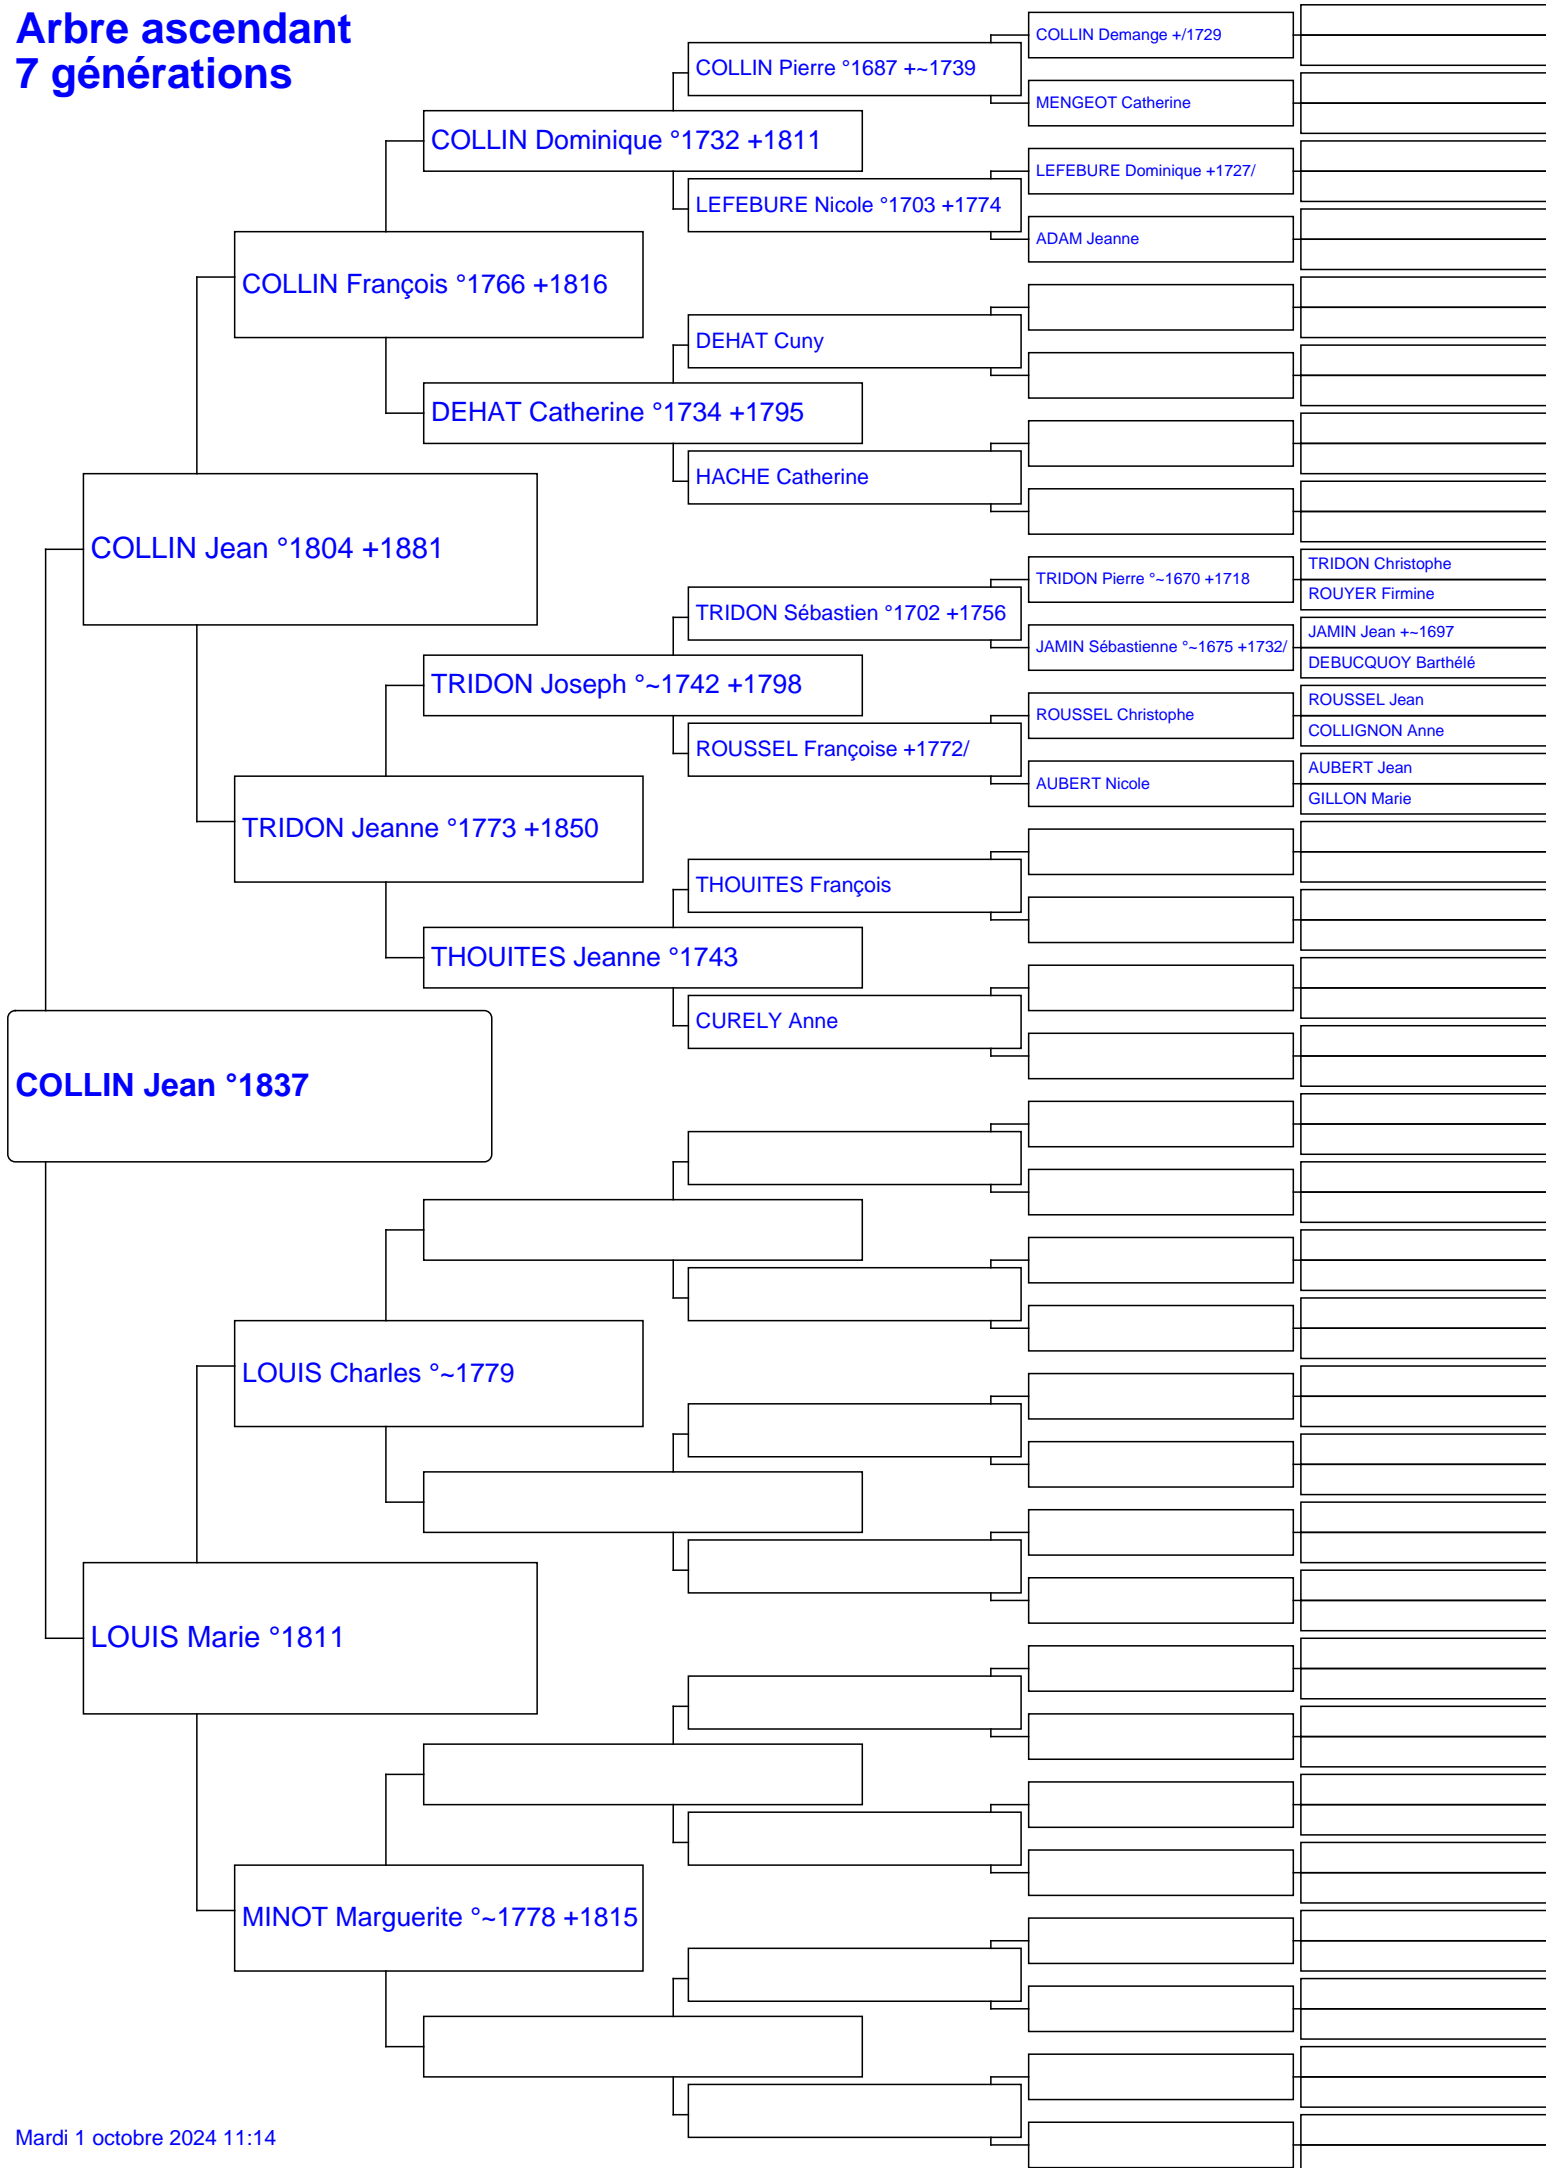 Arbre ascendant
7 générations
COLLIN Demange +/1729
COLLIN Pierre °1687 +~1739
MENGEOT Catherine
COLLIN Dominique °1732 +1811
LEFEBURE Dominique +1727/
LEFEBURE Nicole °1703 +1774
ADAM Jeanne
COLLIN François °1766 +1816
DEHAT Cuny
DEHAT Catherine °1734 +1795
HACHE Catherine
COLLIN Jean °1804 +1881
TRIDON Christophe
TRIDON Pierre °~1670 +1718
ROUYER Firmine
TRIDON Sébastien °1702 +1756
JAMIN Jean +~1697
JAMIN Sébastienne °~1675 +1732/
DEBUCQUOY Barthélé
TRIDON Joseph °~1742 +1798
ROUSSEL Jean
ROUSSEL Christophe
COLLIGNON Anne
ROUSSEL Françoise +1772/
AUBERT Jean
AUBERT Nicole
GILLON Marie
TRIDON Jeanne °1773 +1850
THOUITES François
THOUITES Jeanne °1743
CURELY Anne
COLLIN Jean °1837
LOUIS Charles °~1779
LOUIS Marie °1811
MINOT Marguerite °~1778 +1815
Mardi 1 octobre 2024 11:14